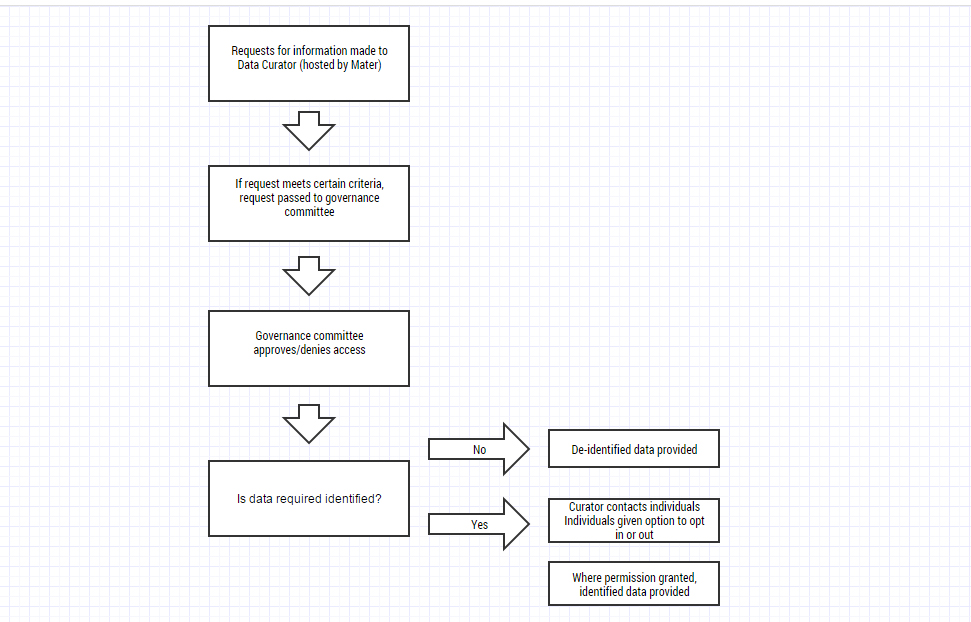 Requests for information made to
Data Curator (hosted by Mater)
If request meets certain criteria,
request passed to governance
committee
Governance committee
approves/denies access
Is data required identified?
No
De-identified data provided
Yes
Curator contacts individuals
Individuals given option to opt
in or out
Where permission granted,
identified data provided